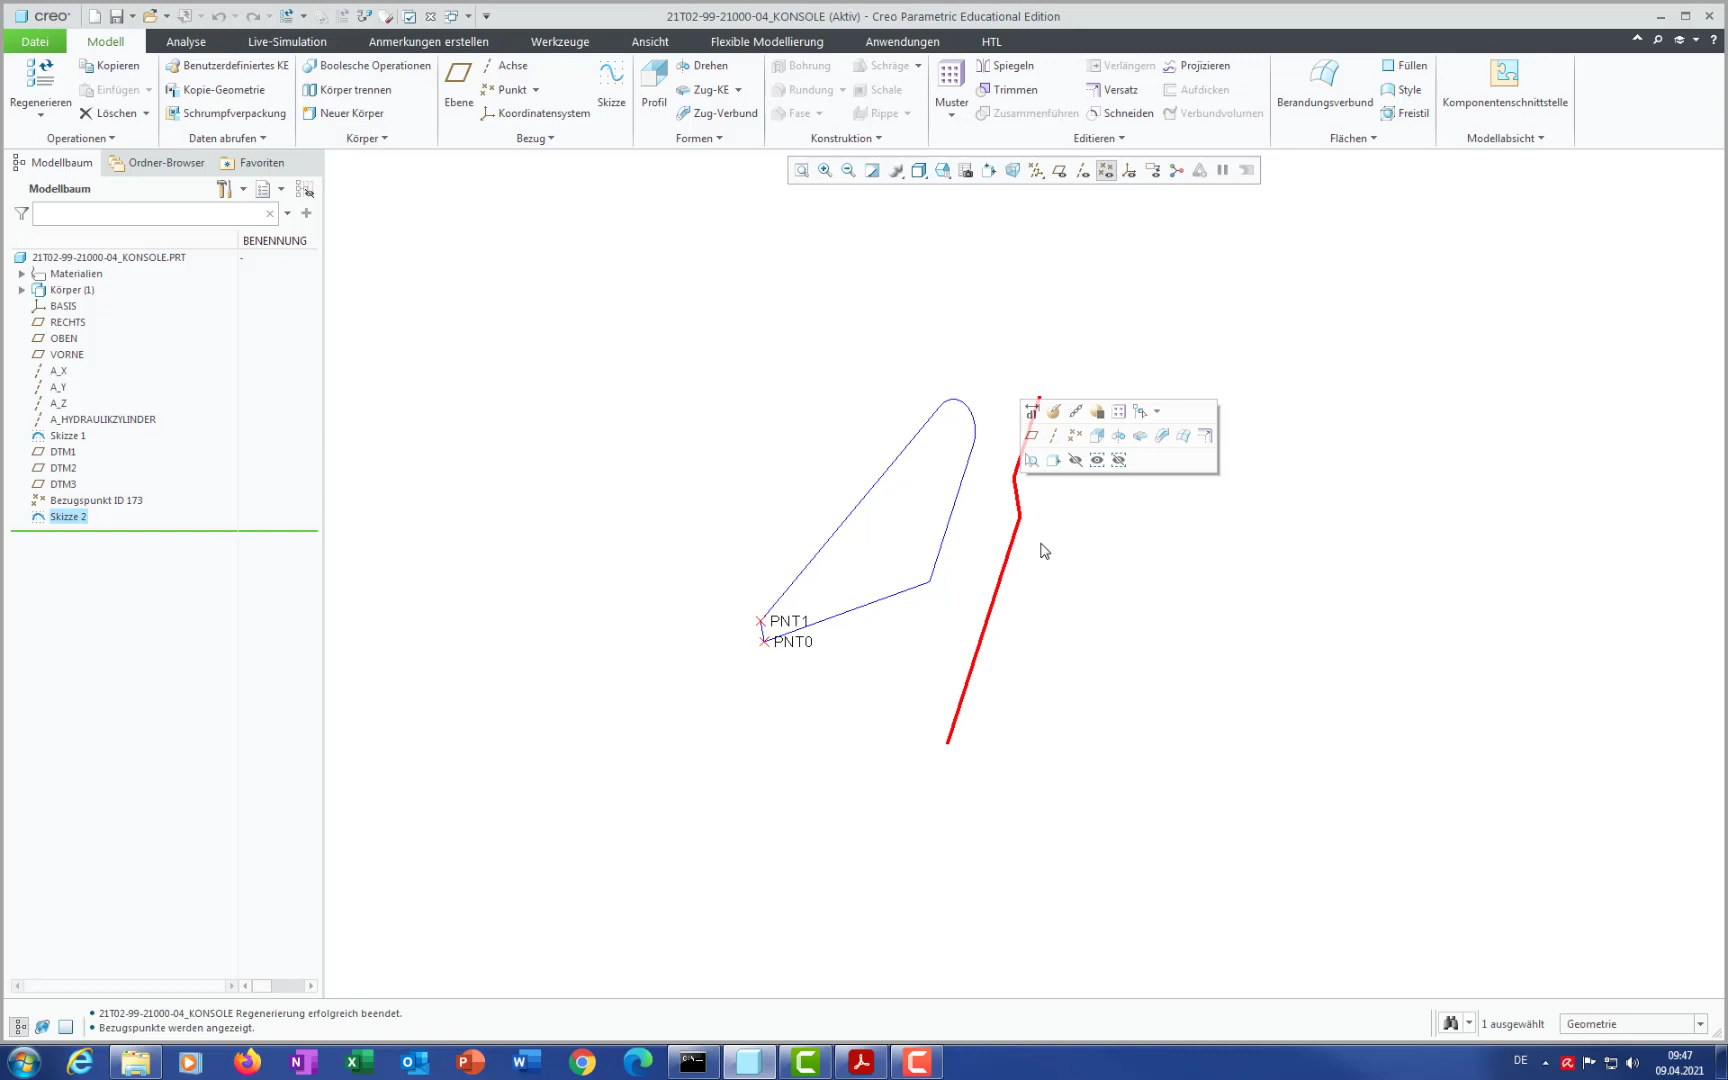 creo
21T02-99-21000-04_KONSOLE (Aktiv) - Creo Parametric Educational Edition
Datei
Modell
Analyse
Live-Simulation
Anmerkungen erstellen
Werkzeuge
Ansicht
Flexible Modellierung
Anwendungen
HTL
Regenerieren
Kopieren
Einfügen
Löschen
Operationen
Benutzerdefiniertes KE
Kopie-Geometrie
Schrumpfverpackung
Daten abrufen
Boolesche Operationen
Körper trennen
Neuer Körper
Körper
Ebene
Achse
Punkt
Koordinatensystem
Skizze
Bezug
Profil
Drehen
Zug-KE
Zug-Verbund
Formen
Bohrung
Rundung
Fase
Schräge
Schale
Rippe
Konstruktion
Muster
Spiegeln
Trimmen
Zusammenführen
Verlängern
Versatz
Schneiden
Projizieren
Aufdicken
Verbundvolumen
Editieren
Berandungsverbund
Füllen
Style
Freistil
Flächen
Komponentenschnittstelle
Modellabsicht
Modellbaum
Ordner-Browser
Favoriten
Modellbaum
BENENNUNG
21T02-99-21000-04_KONSOLE.PRT -
Materialien
Körper (1)
BASIS
RECHTS
OBEN
VORNE
A_X
A_Y
A_Z
A_HYDRAULIKZYLINDER
Skizze 1
DTM1
DTM2
DTM3
Bezugspunkt ID 173
Skizze 2
PNT1
PNT0
• 21T02-99-21000-04_KONSOLE Regenerierung erfolgreich beendet.
• Bezugspunkte werden angezeigt.
1 ausgewählt
Geometrie
DE
09:47
09.04.2021